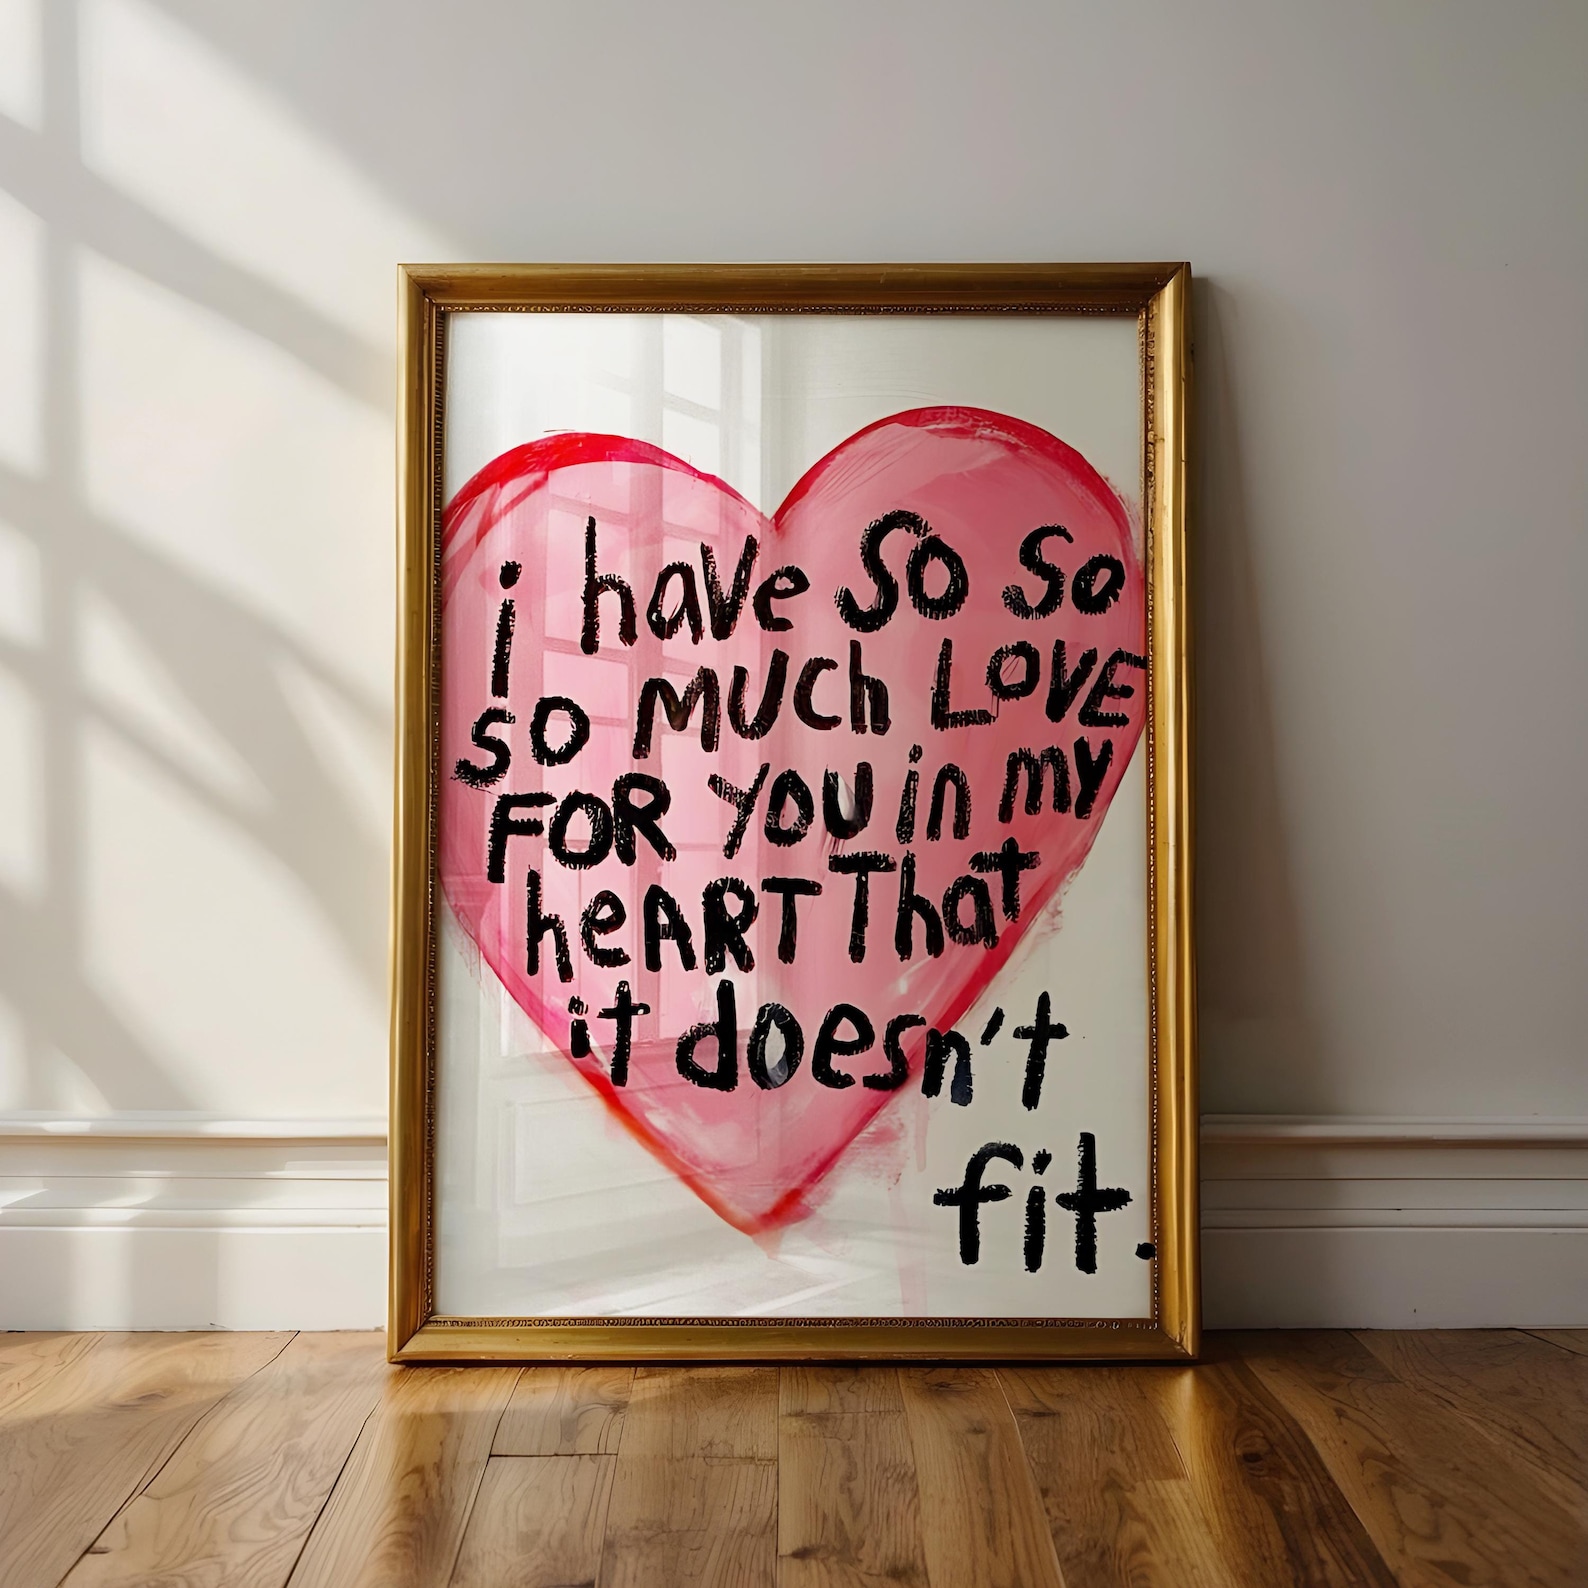 i have So So
so MUch LOVE
FOR YOU in my
heART That
it doesn't
fit.